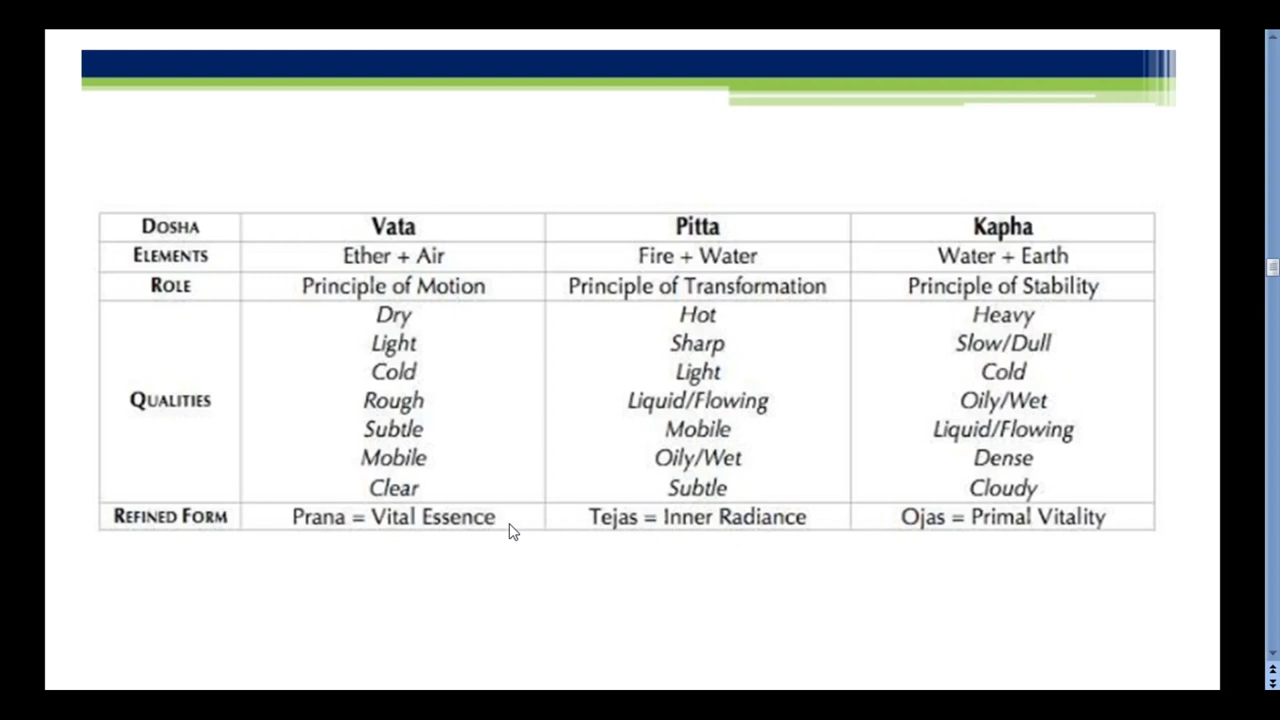 DOSHA Vata Pitta Kapha
ELEMENTS Ether + Air Fire + Water Water + Earth
ROLE Principle of Motion Principle of Transformation Principle of Stability
Dry Hot Heavy
Light Sharp Slow/Dull
Cold Light Cold
QUALITIES Rough Liquid/Flowing Oily/Wet
Subtle Mobile Liquid/Flowing
Mobile Oily/Wet Dense
Clear Subtle Cloudy
REFINED FORM Prana = Vital Essence Tejas = Inner Radiance Ojas = Primal Vitality